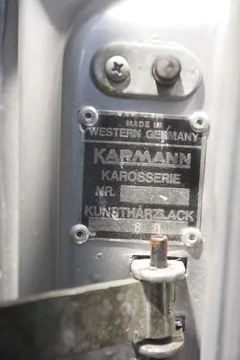 MADE IN
WESTERN GERMANY
KARMANN
KAROSSERIE
NR.
KUNSTHARZLACK